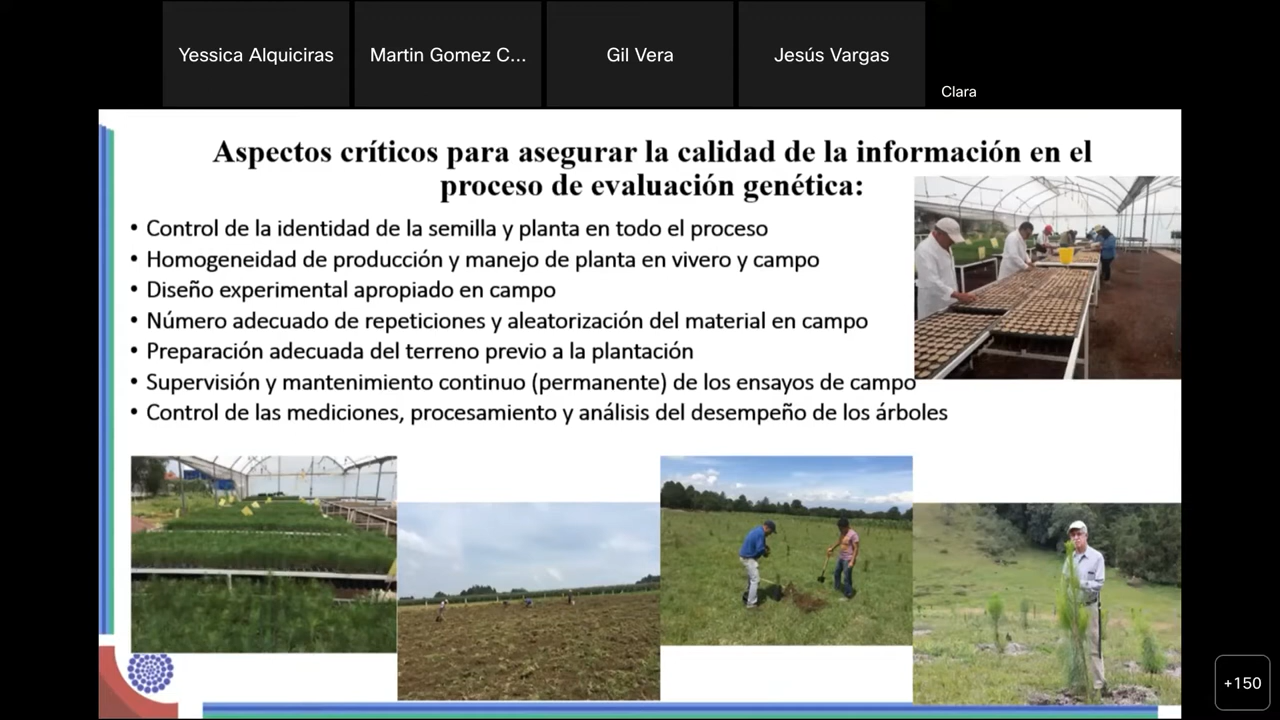 Yessica Alquiciras
Martin Gomez C...
Gil Vera
Jesús Vargas
Clara
Aspectos críticos para asegurar la calidad de la información en el
proceso de evaluación genética:
• Control de la identidad de la semilla y planta en todo el proceso
• Homogeneidad de producción y manejo de planta en vivero y campo
• Diseño experimental apropiado en campo
• Número adecuado de repeticiones y aleatorización del material en campo
• Preparación adecuada del terreno previo a la plantación
• Supervisión y mantenimiento continuo (permanente) de los ensayos de campo
• Control de las mediciones, procesamiento y análisis del desempeño de los árboles
+150